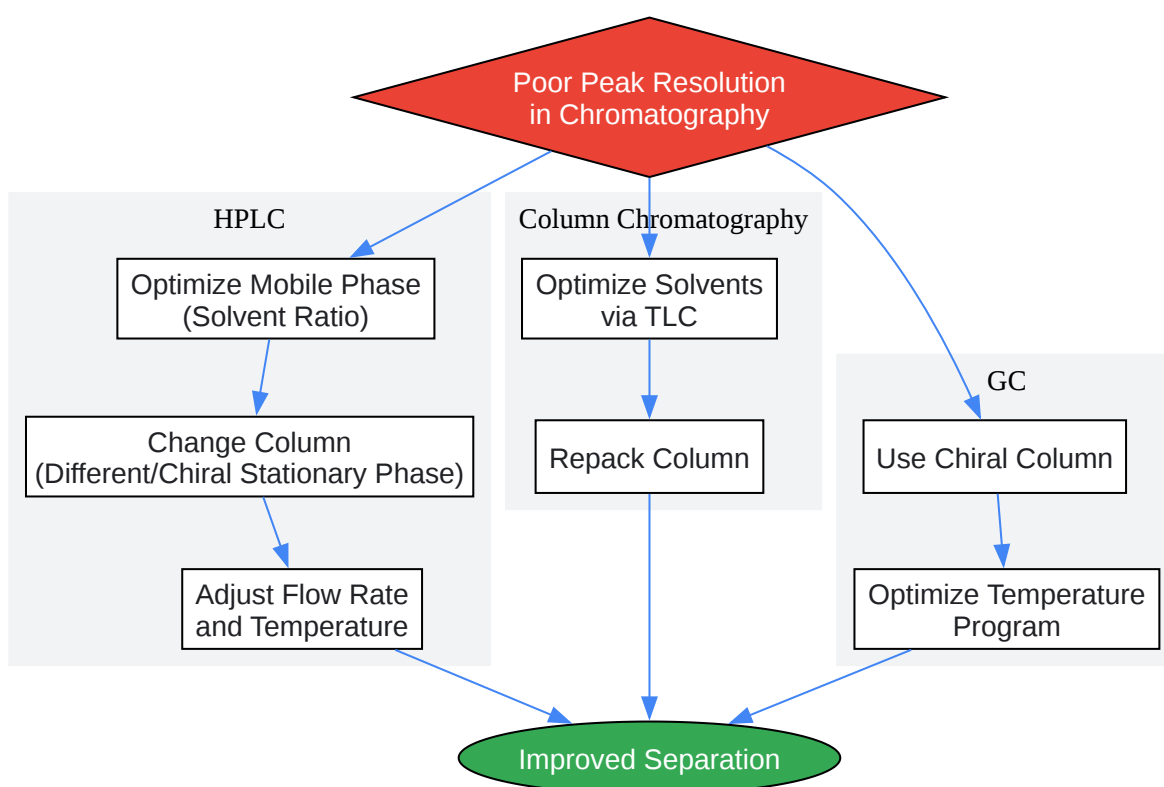 Poor Peak Resolution
in Chromatography
HPLC
Optimize Mobile Phase
(Solvent Ratio)
Change Column
(Different/Chiral Stationary Phase)
Adjust Flow Rate
and Temperature
Column Chromatography
Optimize Solvents
via TLC
Repack Column
GC
Use Chiral Column
Optimize Temperature
Program
Improved Separation